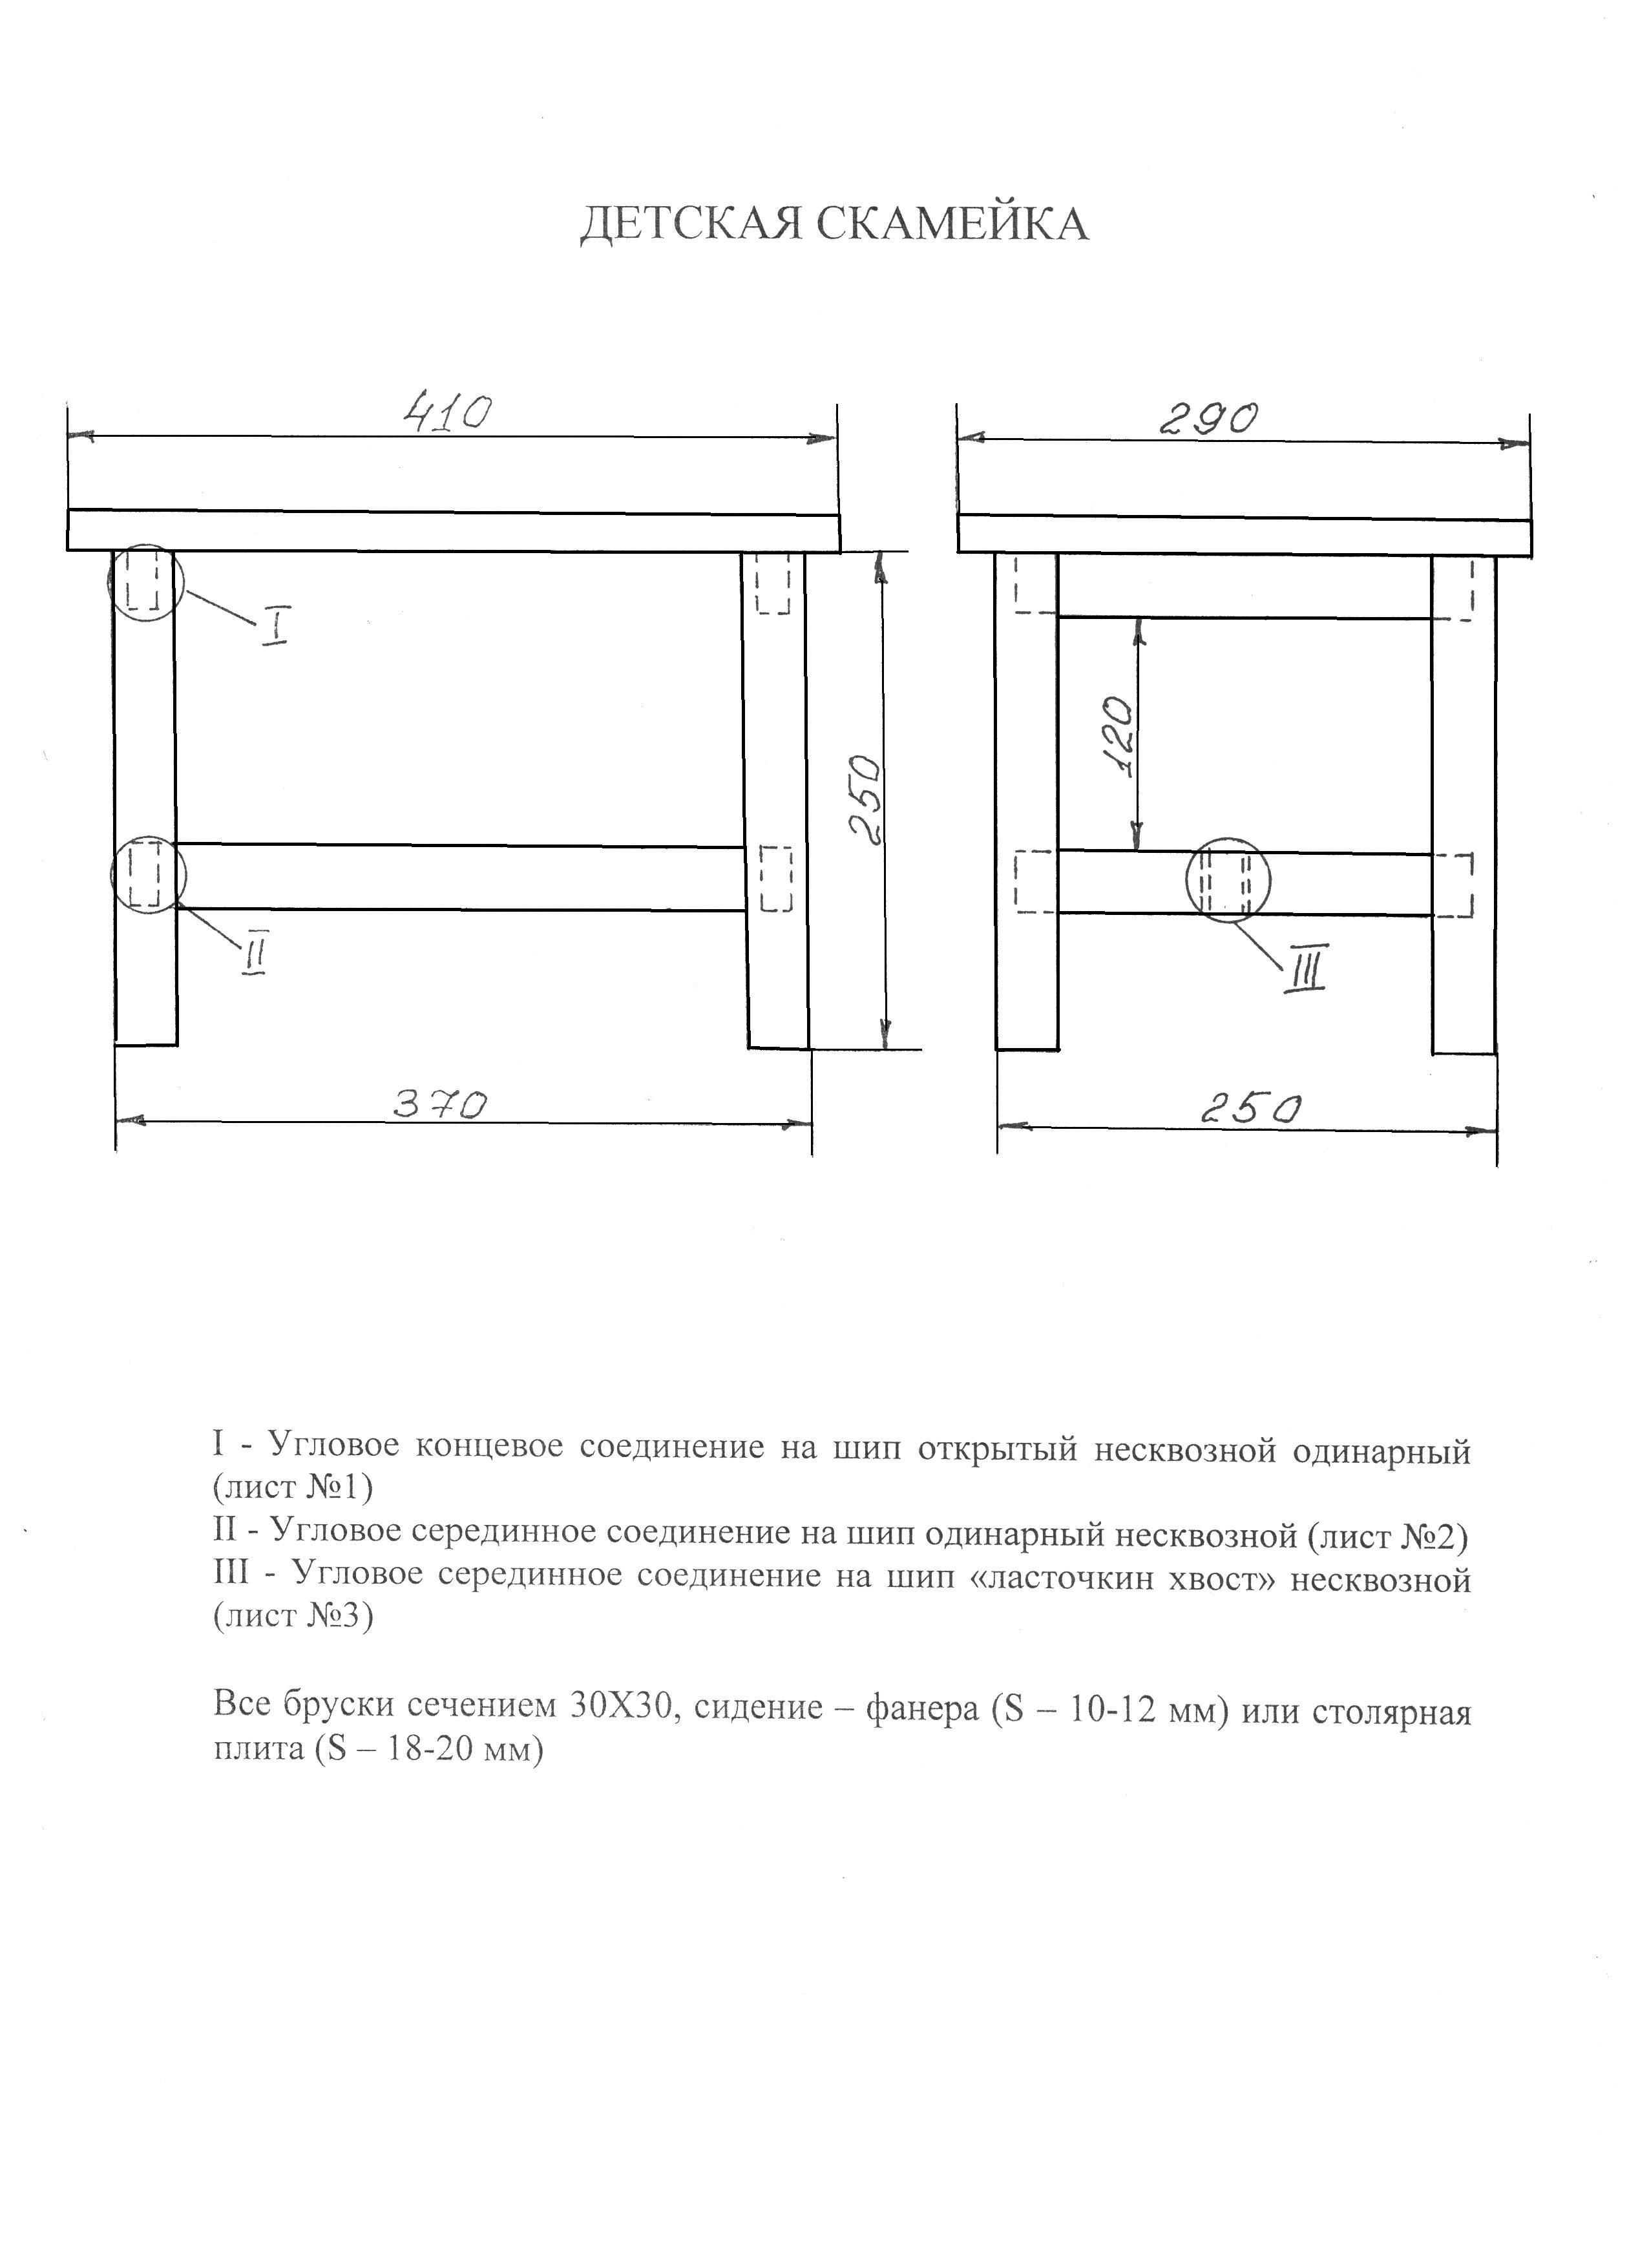 ДЕТСКАЯ СКАМЕЙКА
410
290
I
120
250
II
III
370
250
I - Угловое концевое соединение на шип открытый несквозной одинарный
(лист №1)
II - Угловое серединное соединение на шип одинарный несквозной (лист №2)
III - Угловое серединное соединение на шип «ласточкин хвост» несквозной
(лист №3)
Все бруски сечением 30Х30, сидение – фанера (S – 10-12 мм) или столярная
плита (S – 18-20 мм)